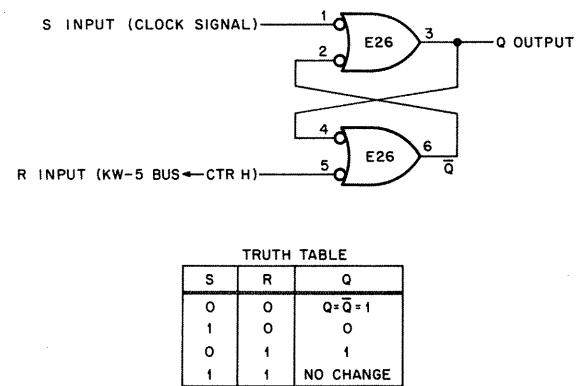 S INPUT (CLOCK SIGNAL)
1
2
E26
3
Q OUTPUT
4
5
E26
6
Q̅
R INPUT (KW-5 BUS ← CTR H)
TRUTH TABLE
S R Q
0 0 Q=Q̅=1
1 0 0
0 1 1
1 1 NO CHANGE